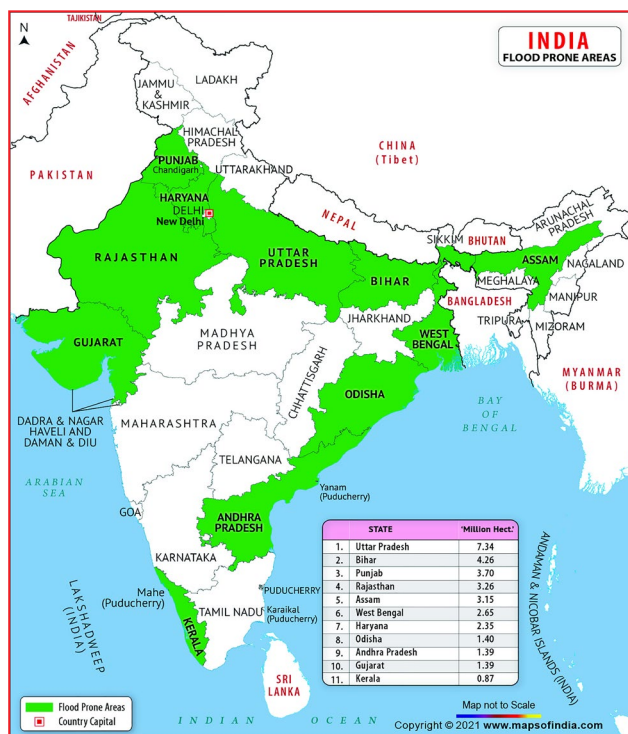 TAJIKISTAN
N
INDIA
FLOOD PRONE AREAS
AFGHANISTAN
LADAKH
JAMMU
&
KASHMIR
HIMACHAL
PRADESH
CHINA
(Tibet)
PUNJAB
Chandigarh
UTTARAKHAND
PAKISTAN
HARYANA
DELHI
New Delhi
NEPAL
ARUNACHAL
PRADESH
SIKKIM
BHUTAN
RAJASTHAN
UTTAR
PRADESH
ASSAM
NAGALAND
BIHAR
MEGHALAYA
MANIPUR
BANGLADESH
JHARKHAND
TRIPURA
MIZORAM
GUJARAT
MADHYA
PRADESH
WEST
BENGAL
CHHATTISGARH
MYANMAR
(BURMA)
ODISHA
DADRA & NAGAR
HAVELI AND
DAMAN & DIU
MAHARASHTRA
BAY
OF
BENGAL
TELANGANA
ARABIAN
SEA
Yanam
(Puducherry)
GOA
ANDHRA
PRADESH
KARNATAKA
STATE 'Million Hect.'
1. Uttar Pradesh 7.34
2. Bihar 4.26
3. Punjab 3.70
4. Rajasthan 3.26
5. Assam 3.15
6. West Bengal 2.65
7. Haryana 2.35
8. Odisha 1.40
9. Andhra Pradesh 1.39
10. Gujarat 1.39
11. Kerala 0.87
ANDAMAN & NICOBAR ISLANDS (INDIA)
LAKSHADWEEP
(INDIA)
Mahe
(Puducherry)
PUDUCHERRY
TAMIL NADU
Karaikal
(Puducherry)
KERALA
SRI
LANKA
Flood Prone Areas
Country Capital
INDIAN OCEAN
Map not to Scale
Copyright © 2021 www.mapsofindia.com